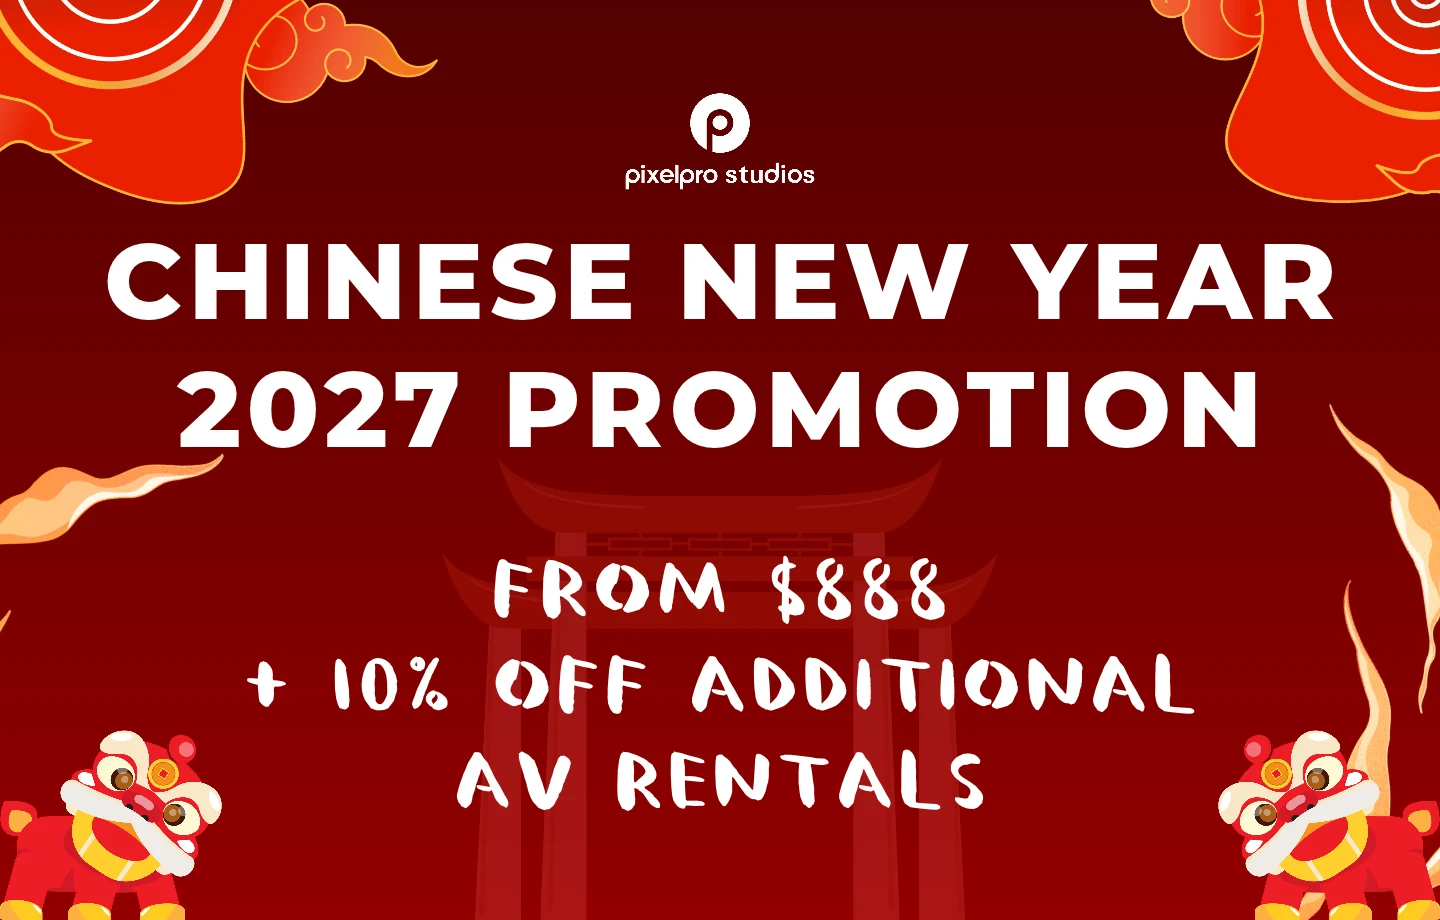 pixelpro studios
CHINESE NEW YEAR
2027 PROMOTION
FROM $888
+ 10% OFF ADDITIONAL
AV RENTALS